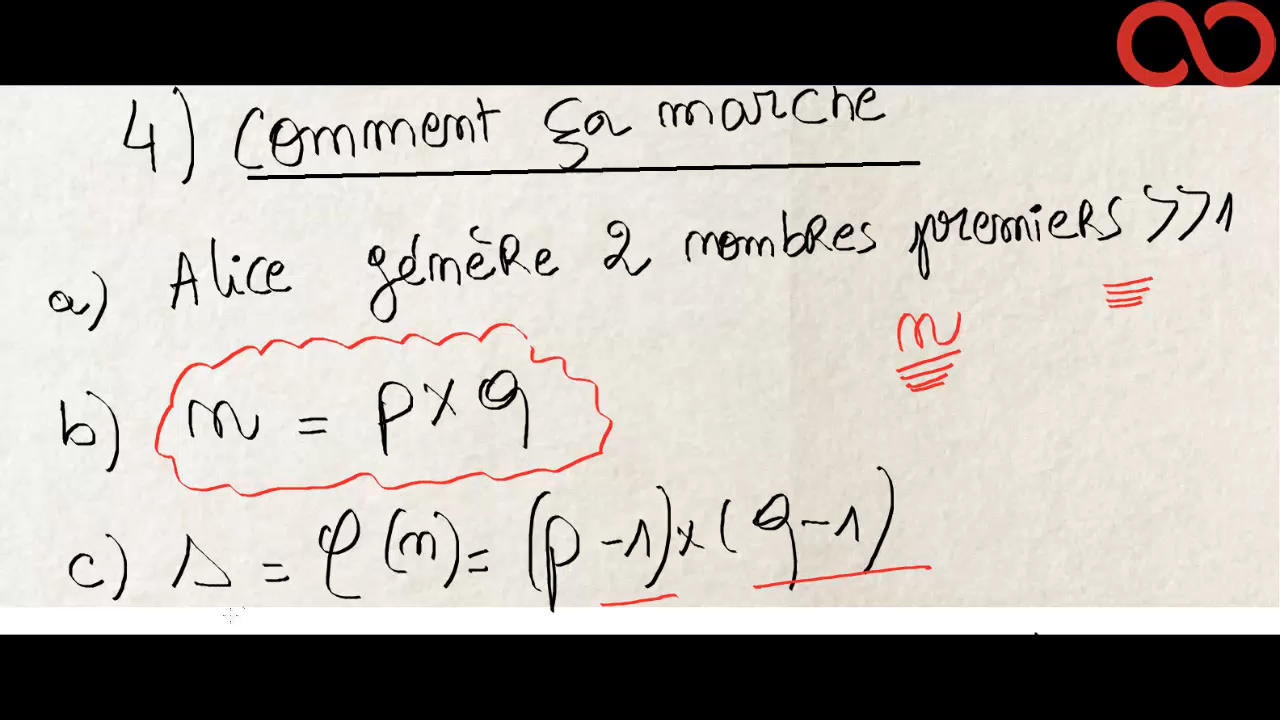 4) Comment ça marche
a) Alice génère 2 nombres premiers >>1
n
b) n = p x q
c) s = φ(n) = (p-1)x(q-1)